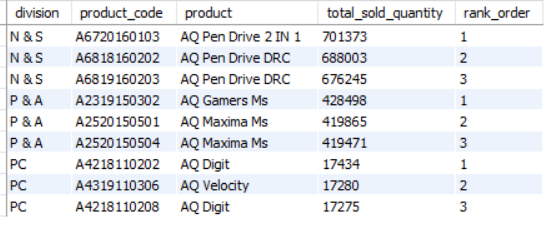 division product_code product total_sold_quantity rank_order
N & S A6720160103 AQ Pen Drive 2 IN 1 701373 1
N & S A6818160202 AQ Pen Drive DRC 688003 2
N & S A6819160203 AQ Pen Drive DRC 676245 3
P & A A2319150302 AQ Gamers Ms 428498 1
P & A A2520150501 AQ Maxima Ms 419865 2
P & A A2520150504 AQ Maxima Ms 419471 3
PC A4218110202 AQ Digit 17434 1
PC A4319110306 AQ Velocity 17280 2
PC A4218110208 AQ Digit 17275 3